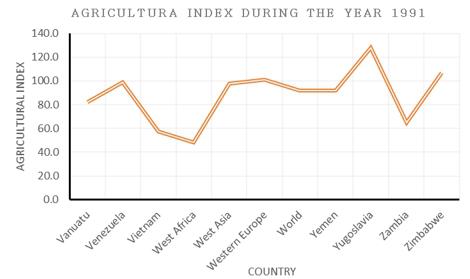 AGRICULTURA INDEX DURING THE YEAR 1991
140.0
120.0
100.0
80.0
60.0
40.0
20.0
0.0
AGRICULTURAL INDEX
Vanuatu
Venezuela
Vietnam
West Africa
West Asia
Western Europe
World
Yemen
Yugoslavia
Zambia
Zimbabwe
COUNTRY